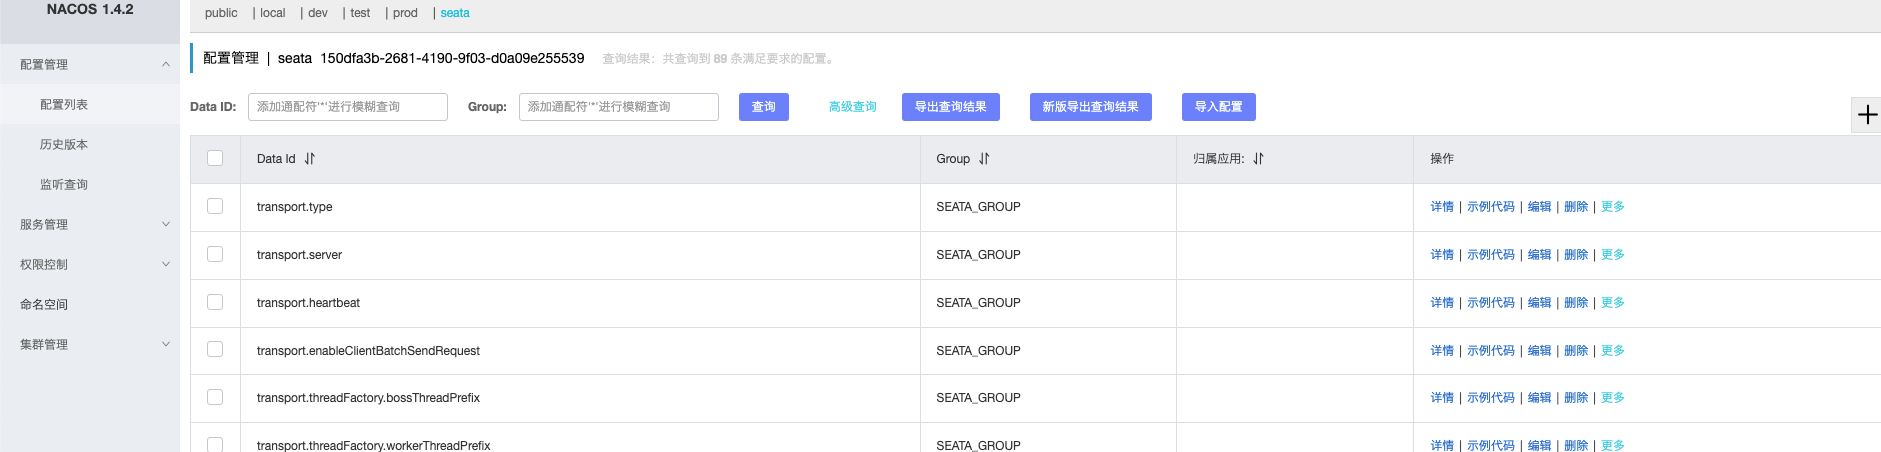 NACOS 1.4.2
public | local | dev | test | prod | seata
配置管理
配置列表
历史版本
监听查询
服务管理
权限控制
命名空间
集群管理
配置管理 | seata 150dfa3b-2681-4190-9f03-d0a09e255539 查询结果：共查询到 89 条满足要求的配置。
Data ID: 添加通配符'*'进行模糊查询 Group: 添加通配符'*'进行模糊查询 查询 高级查询 导出查询结果 新版导出查询结果 导入配置
Data Id Group 归属应用: 操作
transport.type SEATA_GROUP 详情 | 示例代码 | 编辑 | 删除 | 更多
transport.server SEATA_GROUP 详情 | 示例代码 | 编辑 | 删除 | 更多
transport.heartbeat SEATA_GROUP 详情 | 示例代码 | 编辑 | 删除 | 更多
transport.enableClientBatchSendRequest SEATA_GROUP 详情 | 示例代码 | 编辑 | 删除 | 更多
transport.threadFactory.bossThreadPrefix SEATA_GROUP 详情 | 示例代码 | 编辑 | 删除 | 更多
transport.threadFactory.workerThreadPrefix SEATA_GROUP 详情 | 示例代码 | 编辑 | 删除 | 更多